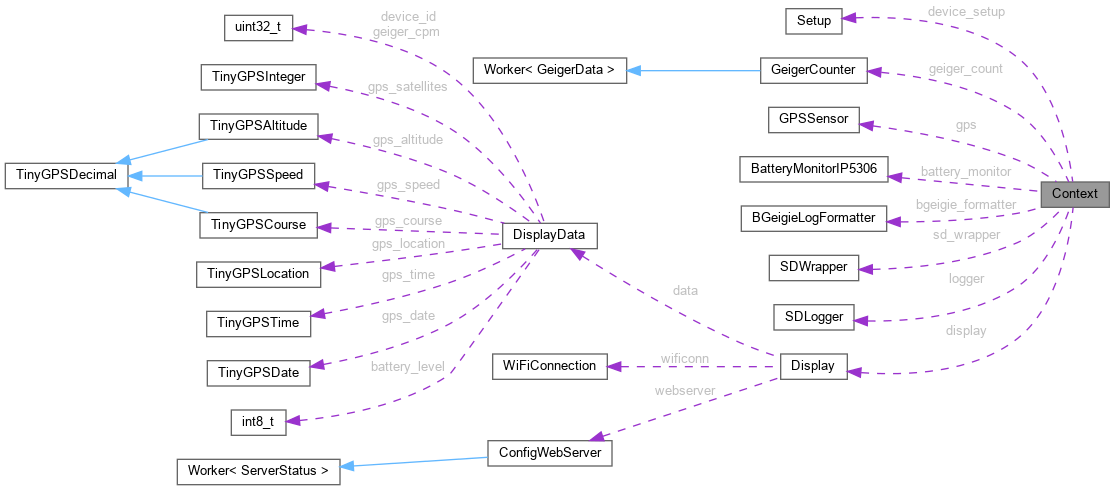 device_id
geiger_cpm
uint32_t
Setup
device_setup
TinyGPSInteger
gps_satellites
Worker< GeigerData >
GeigerCounter
geiger_count
TinyGPSAltitude
gps_altitude
GPSSensor
gps
TinyGPSDecimal
TinyGPSSpeed
gps_speed
BatteryMonitorIP5306
battery_monitor
Context
TinyGPSCourse
gps_course
DisplayData
BGeigieLogFormatter
bgeigie_formatter
TinyGPSLocation
gps_location
SDWrapper
sd_wrapper
TinyGPSTime
gps_time
data
SDLogger
logger
TinyGPSDate
gps_date
WiFiConnection
wificonn
Display
display
int8_t
battery_level
webserver
Worker< ServerStatus >
ConfigWebServer